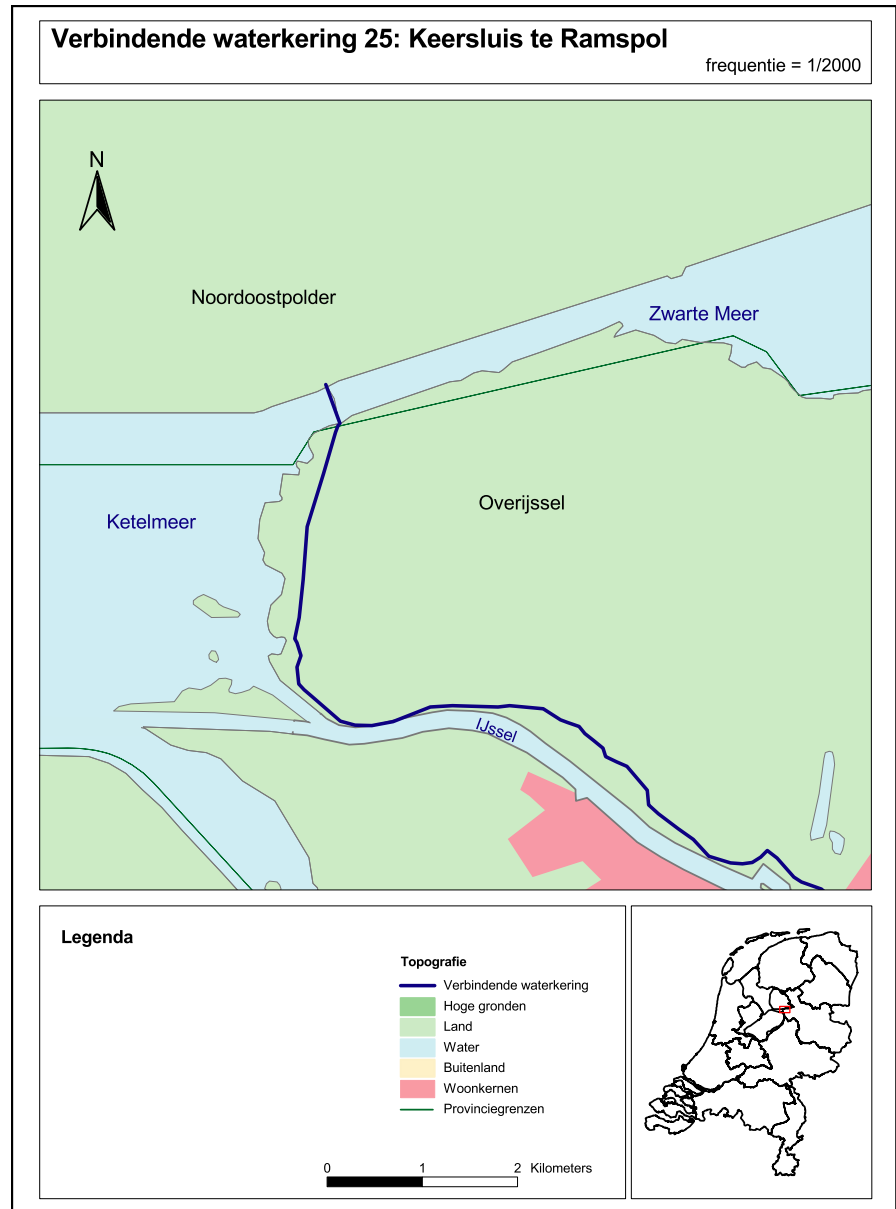 Verbindende waterkering 25: Keersluis te Ramspol
frequentie = 1/2000
N
Noordoostpolder
Zwarte Meer
Overijssel
Ketelmeer
IJssel
Legenda
Topografie
Verbindende waterkering
Hoge gronden
Land
Water
Buitenland
Woonkernen
Provinciegrenzen
0 1 2 Kilometers